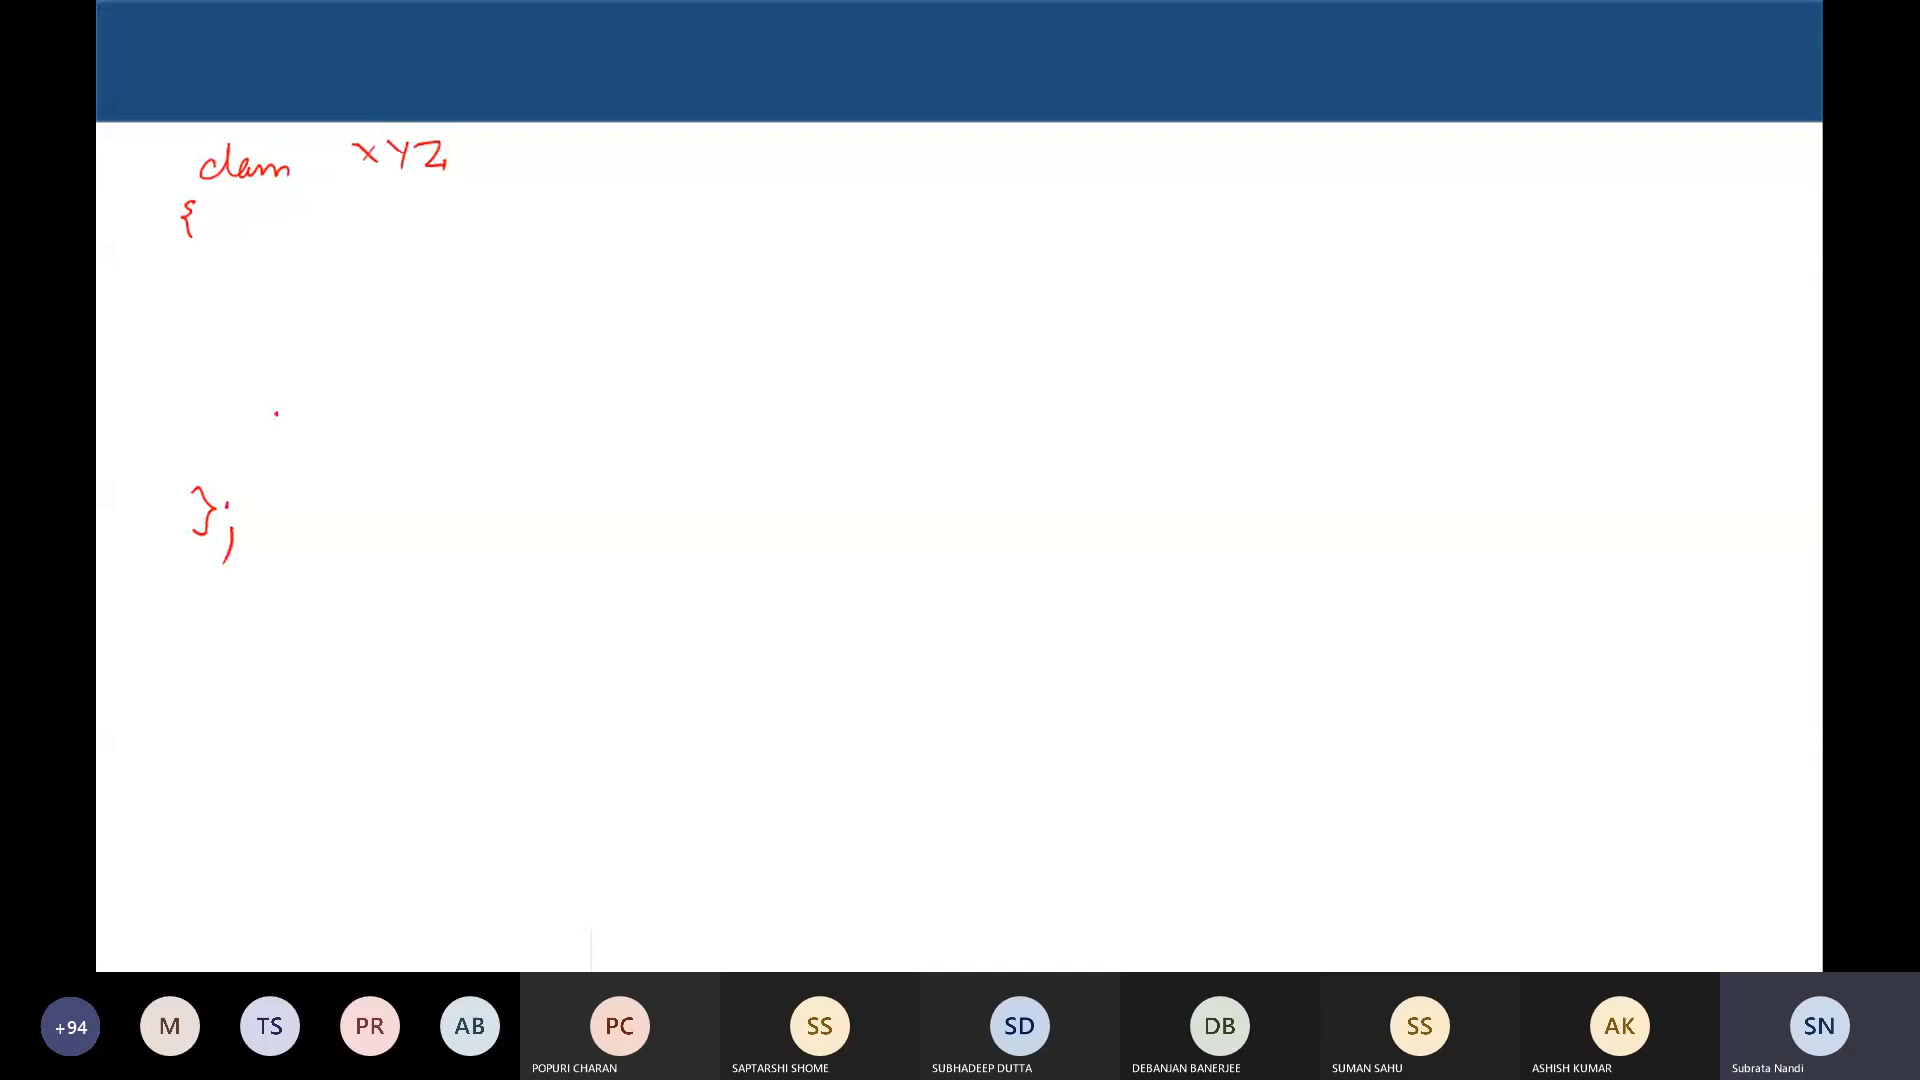 class XYZ
{
};
+94 M TS PR AB PC SS SD DB SS AK SN
POPURI CHARAN SAPTARSHI SHOME SUBHADEEP DUTTA DEBANJAN BANERJEE SUMAN SAHU ASHISH KUMAR Subrata Nandi